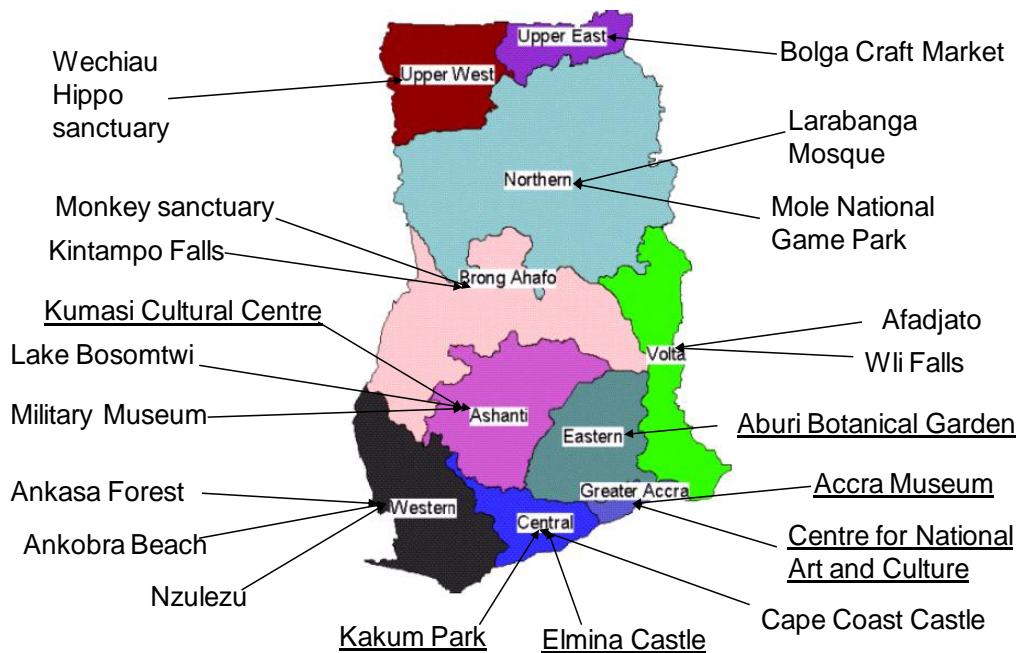 Upper East
Bolga Craft Market
Wechiau
Hippo
sanctuary
Upper West
Larabanga
Mosque
Northern
Monkey sanctuary
Mole National
Game Park
Kintampo Falls
Brong Ahafo
Kumasi Cultural Centre
Afadjato
Lake Bosomtwi
Volta
Wli Falls
Military Museum
Ashanti
Eastern
Aburi Botanical Garden
Ankasa Forest
Greater Accra
Accra Museum
Western
Central
Ankobra Beach
Centre for National
Art and Culture
Nzulezu
Cape Coast Castle
Kakum Park
Elmina Castle